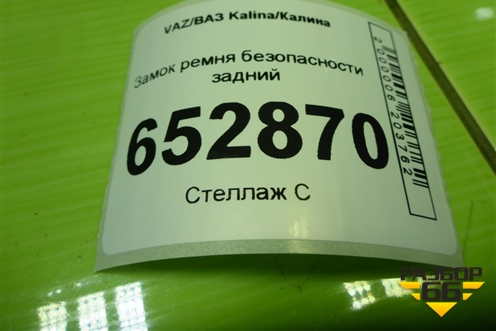 VAZ/ВАЗ Kalina/Калина
Замок ремня безопасности
задний
652870
Стеллаж С
2000006203762
РАЗБОР
66